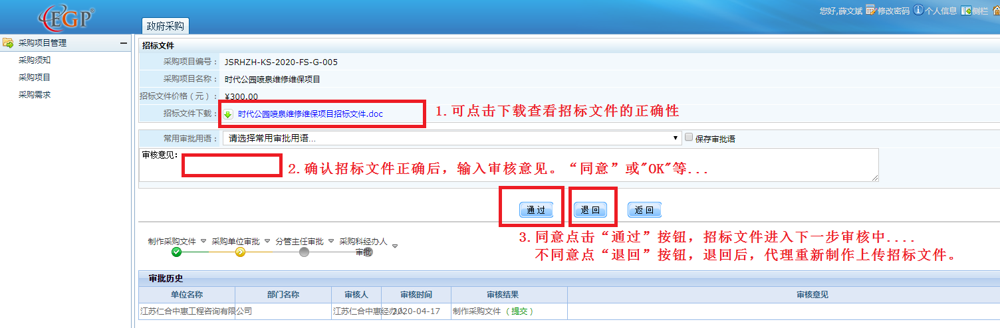 EGP
您好,薛文斌 修改密码 个人信息 侧栏
政府采购
采购项目管理
采购须知
采购项目
采购需求
招标文件
采购项目编号： JSRHZH-KS-2020-FS-G-005
采购项目名称： 时代公园喷泉维修维保项目
招标文件价格（元）： ¥300.00
招标文件下载： 时代公园喷泉维修维保项目招标文件.doc
1.可点击下载查看招标文件的正确性
常用审批用语： 请选择常用审批用语... 保存审批语
审核意见：
2.确认招标文件正确后，输入审核意见。“同意”或"OK"等...
通过 退回 返回
3.同意点击“通过”按钮，招标文件进入下一步审核中....
不同意点“退回”按钮，退回后，代理重新制作上传招标文件。
制作采购文件 采购单位审批 分管主任审批 采购科经办人
审批
审批历史
单位名称 部门名称 审核人 审核时间 审核结果 审核意见
江苏仁合中惠工程咨询有限公司 江苏仁合中惠经办人 2020-04-17 制作采购文件 （提交）